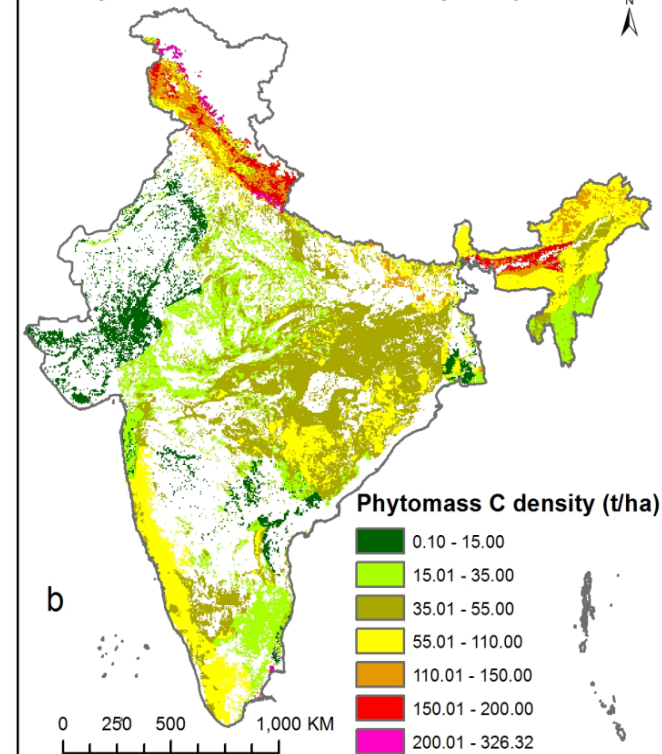 N
Phytomass C density (t/ha)
0.10 - 15.00
15.01 - 35.00
35.01 - 55.00
55.01 - 110.00
110.01 - 150.00
150.01 - 200.00
200.01 - 326.32
b
0 250 500 1,000 KM